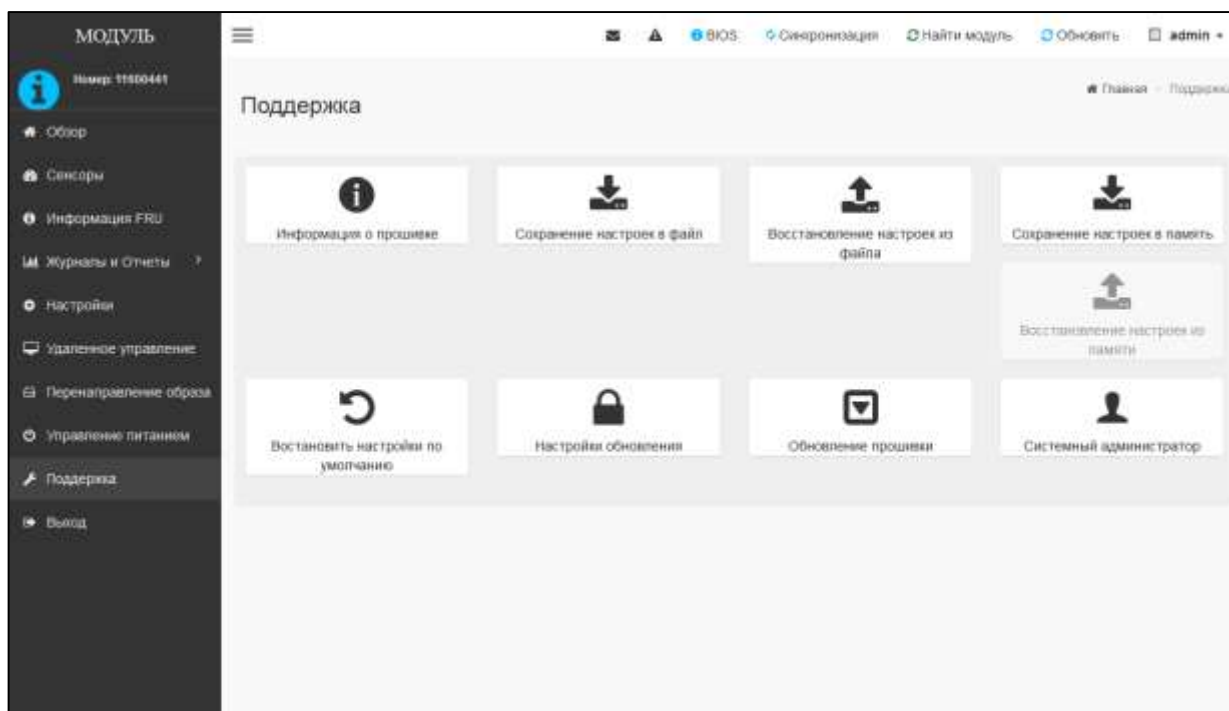 МОДУЛЬ
BIOS
Синхронизация
Найти модуль
Обновить
admin
Номер: 11600441
Поддержка
Главная - Поддержка
Обзор
Сенсоры
Информация FRU
Журналы и Отчеты
Настройки
Удаленное управление
Перенаправление образа
Управление питанием
Поддержка
Выход
Информация о прошивке
Сохранение настроек в файл
Восстановление настроек из
файла
Сохранение настроек в память
Восстановление настроек из
памяти
Востановить настройки по
умолчанию
Настройки обновления
Обновление прошивки
Системный администратор